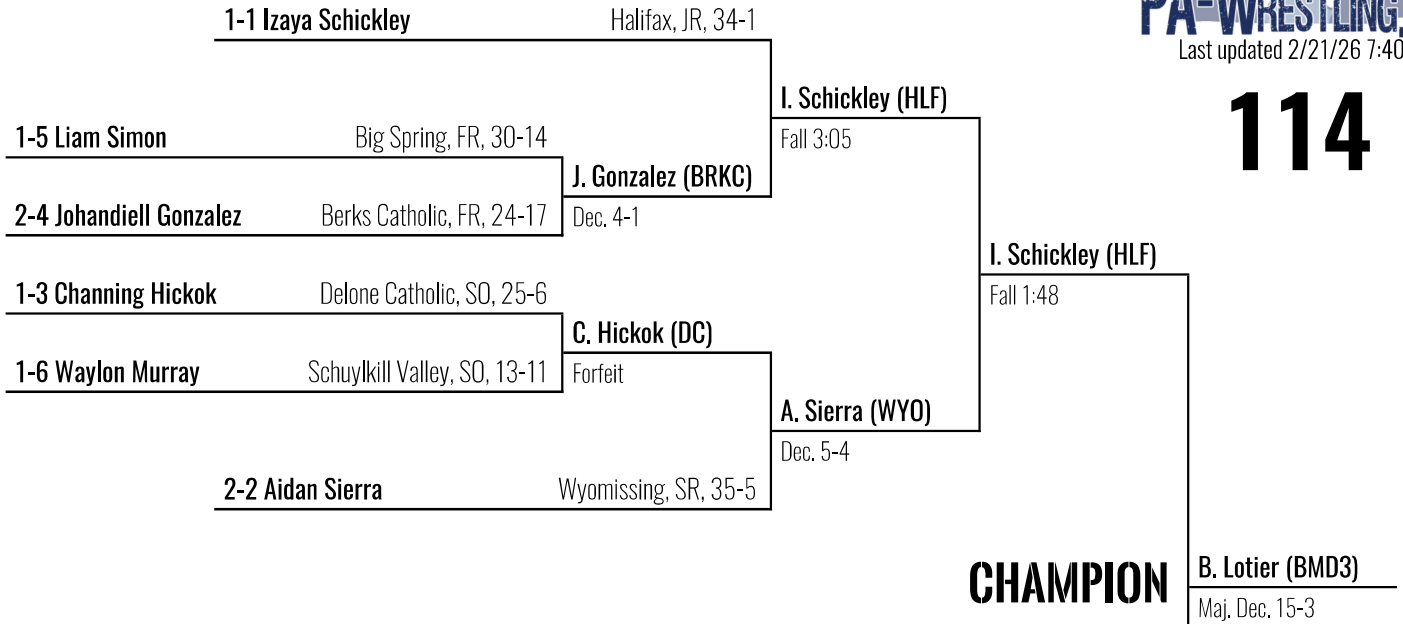 PA-WRESTLING.
Last updated 2/21/26 7:40
114
1-1 Izaya Schickley Halifax, JR, 34-1
I. Schickley (HLF)
Fall 3:05
1-5 Liam Simon Big Spring, FR, 30-14
J. Gonzalez (BRKC)
2-4 Johandiell Gonzalez Berks Catholic, FR, 24-17
Dec. 4-1
I. Schickley (HLF)
Fall 1:48
1-3 Channing Hickok Delone Catholic, SO, 25-6
C. Hickok (DC)
1-6 Waylon Murray Schuylkill Valley, SO, 13-11
Forfeit
A. Sierra (WYO)
Dec. 5-4
2-2 Aidan Sierra Wyomissing, SR, 35-5
CHAMPION
B. Lotier (BMD3)
Maj. Dec. 15-3